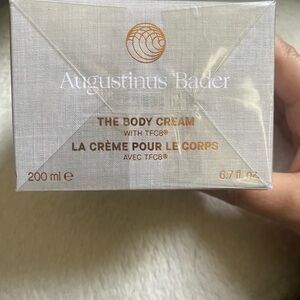 Augustinus Bader
THE BODY CREAM
WITH TFC8®
LA CRÈME POUR LE CORPS
AVEC TFC8®
200 ml ℮ 6.7 fl. oz